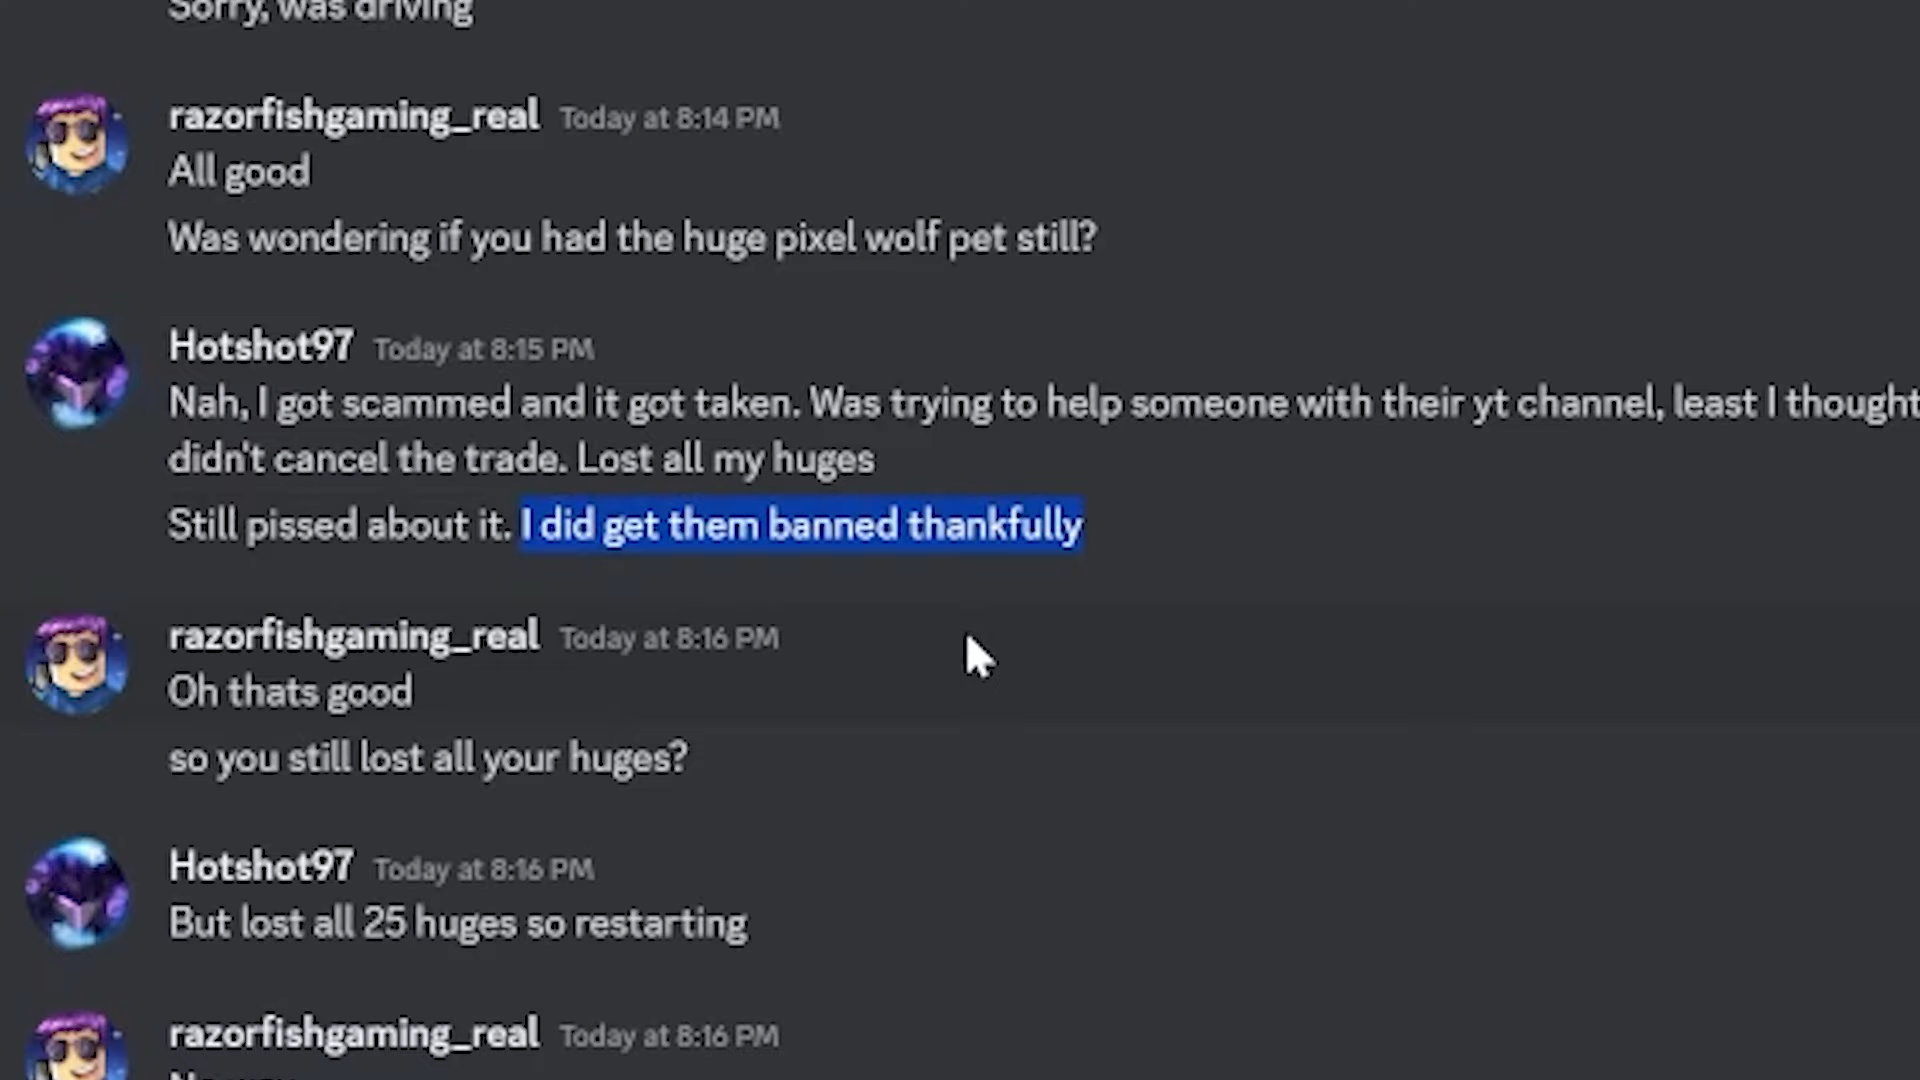 Sorry, was driving
razorfishgaming_real Today at 8:14 PM
All good
Was wondering if you had the huge pixel wolf pet still?
Hotshot97 Today at 8:15 PM
Nah, I got scammed and it got taken. Was trying to help someone with their yt channel, least I thought
didn't cancel the trade. Lost all my huges
Still pissed about it. I did get them banned thankfully
razorfishgaming_real Today at 8:16 PM
Oh thats good
so you still lost all your huges?
Hotshot97 Today at 8:16 PM
But lost all 25 huges so restarting
razorfishgaming_real Today at 8:16 PM